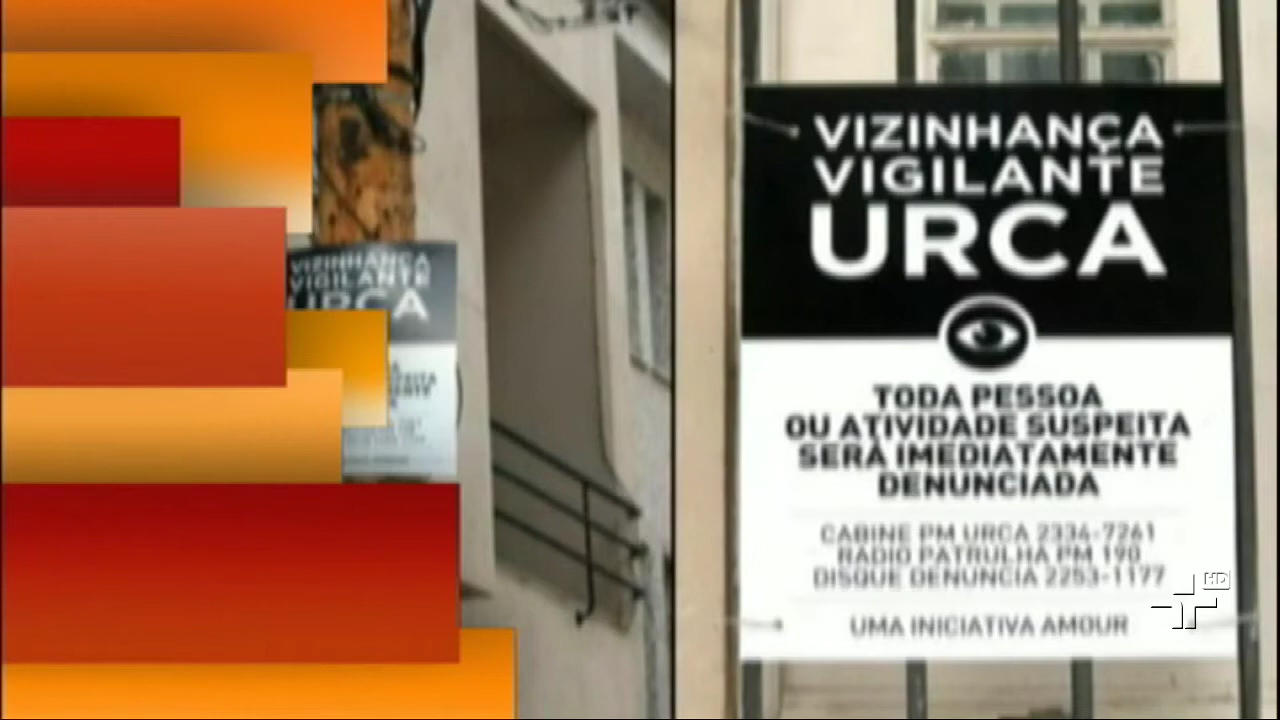 VIZINHANÇA
VIGILANTE
URCA
VIZINHANÇA
VIGILANTE
URCA
TODA PESSOA
OU ATIVIDADE SUSPEITA
SERÁ IMEDIATAMENTE
DENUNCIADA
CABINE PM URCA 2334-7261
RADIO PATRULHA PM 190
DISQUE DENUNCIA 2253-1177
UMA INICIATIVA AMOUR
HD